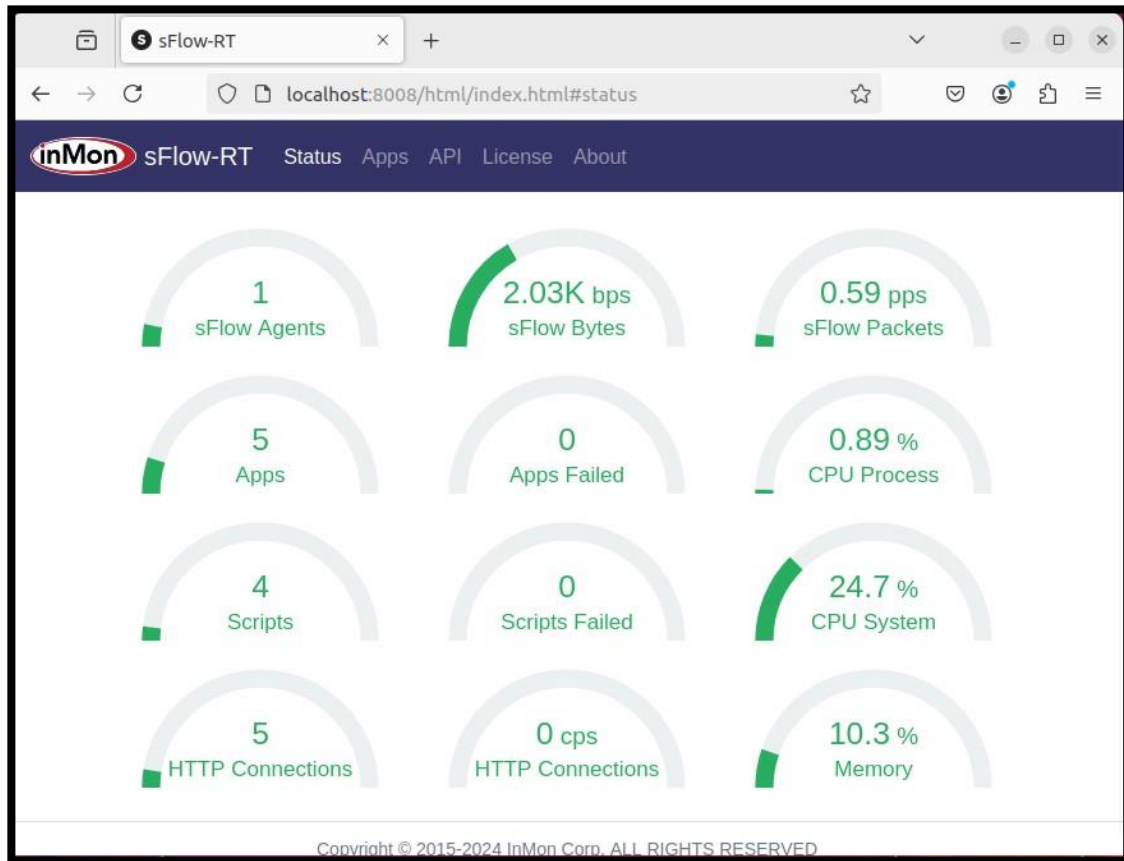 sFlow-RT
localhost:8008/html/index.html#status
inMon sFlow-RT Status Apps API License About
1
sFlow Agents
2.03K bps
sFlow Bytes
0.59 pps
sFlow Packets
5
Apps
0
Apps Failed
0.89 %
CPU Process
4
Scripts
0
Scripts Failed
24.7 %
CPU System
5
HTTP Connections
0 cps
HTTP Connections
10.3 %
Memory
Copyright © 2015-2024 InMon Corp. ALL RIGHTS RESERVED